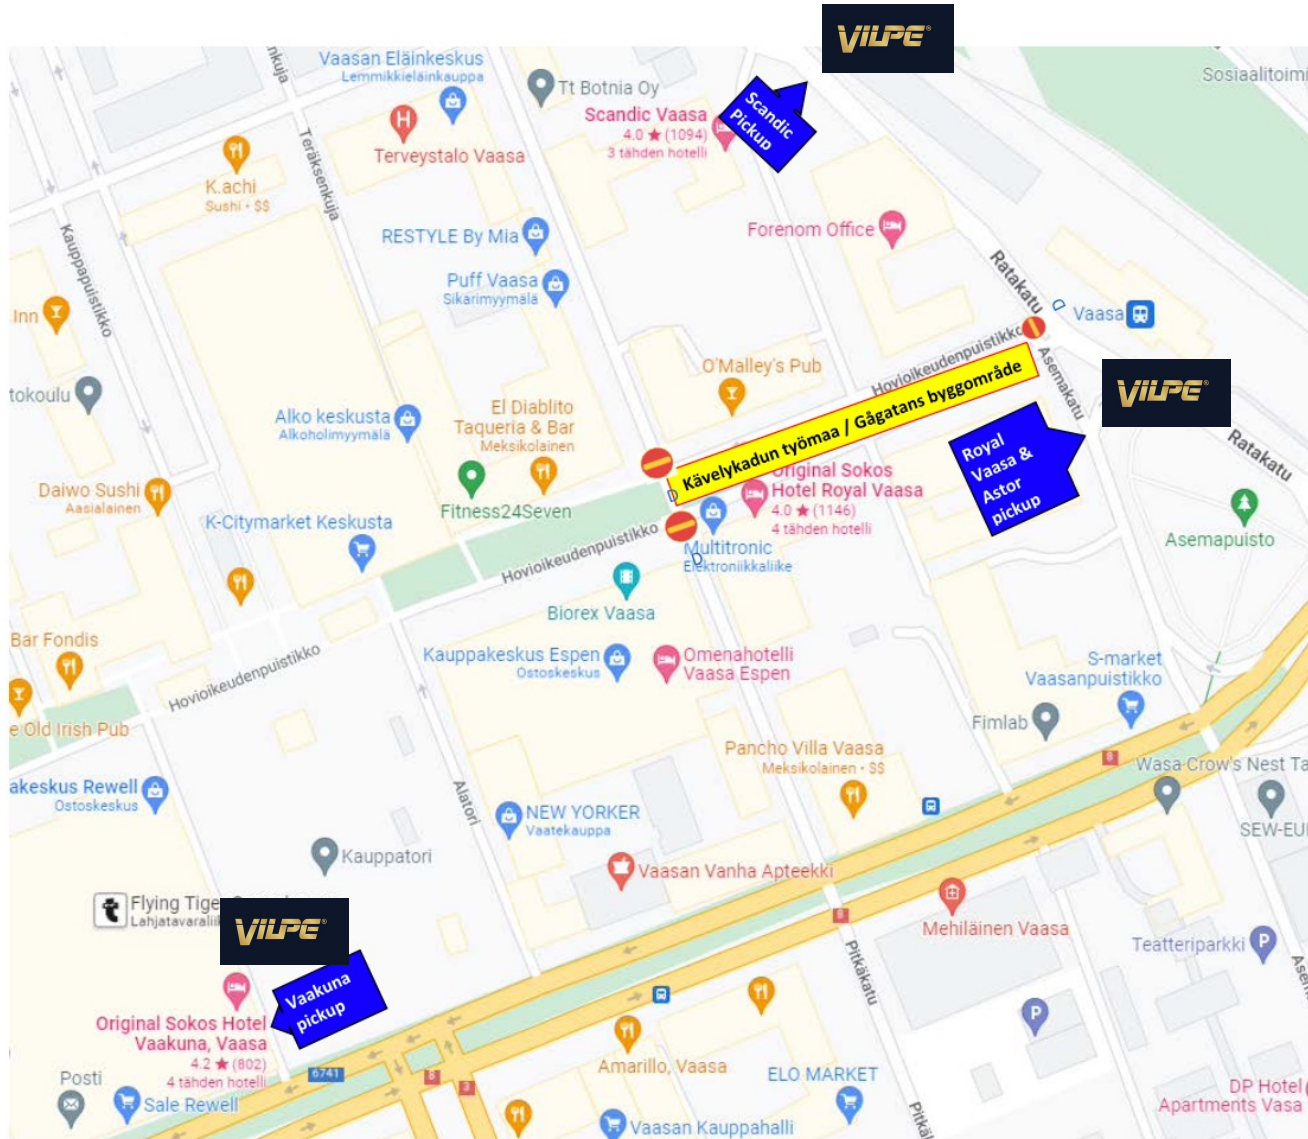 VILPE®
Sosiaalitoimi
Vaasan Eläinkeskus
Lemmikkieläinkauppa
Tt Botnia Oy
Scandic Vaasa
4.0 ★ (1094)
3 tähden hotelli
Scandic
Pickup
enkuja
H
Terveystalo Vaasa
Teräksenkuja
K.achi
Sushi • $$
Kauppapuistikko
RESTYLE By Mia
Forenom Office
Puff Vaasa
Sikarimyymälä
Ratakatu
Vaasa
Inn
Hovioikeudenpuistikko
Asemakatu
O'Malley's Pub
VILPE®
tokoulu
Alko keskusta
Alkoholimyymälä
El Diablito
Taqueria & Bar
Meksikolainen
Kävelykadun työmaa / Gågatans byggområde
Royal
Vaasa &
Astor
pickup
Ratakatu
Original Sokos
Hotel Royal Vaasa
4.0 ★ (1146)
4 tähden hotelli
Daiwo Sushi
Aasialainen
Fitness24Seven
K-Citymarket Keskusta
Hovioikeudenpuistikko
Multitronic
Elektroniikkaliike
Asemapuisto
Biorex Vaasa
Bar Fondis
Hovioikeudenpuistikko
Kauppakeskus Espen
Ostoskeskus
Omenahotelli
Vaasa Espen
S-market
Vaasanpuistikko
e Old Irish Pub
Fimlab
Pancho Villa Vaasa
Meksikolainen • $$
8
Wasa Crow's Nest Ta
akeskus Rewell
Ostoskeskus
Alatori
NEW YORKER
Vaatekauppa
SEW-EU
Kauppatori
Vaasan Vanha Apteekki
Flying Tige
Lahjatavaralii
VILPE®
8
Mehiläinen Vaasa
Teatteriparkki
P
Pitkäkatu
Asem
Vaakuna
pickup
P
Original Sokos Hotel
Vaakuna, Vaasa
4.2 ★ (802)
4 tähden hotelli
Amarillo, Vaasa
6741
8
3
ELO MARKET
Posti
Sale Rewell
DP Hotel
Apartments Vasa
Vaasan Kauppahalli
Pitkäkat